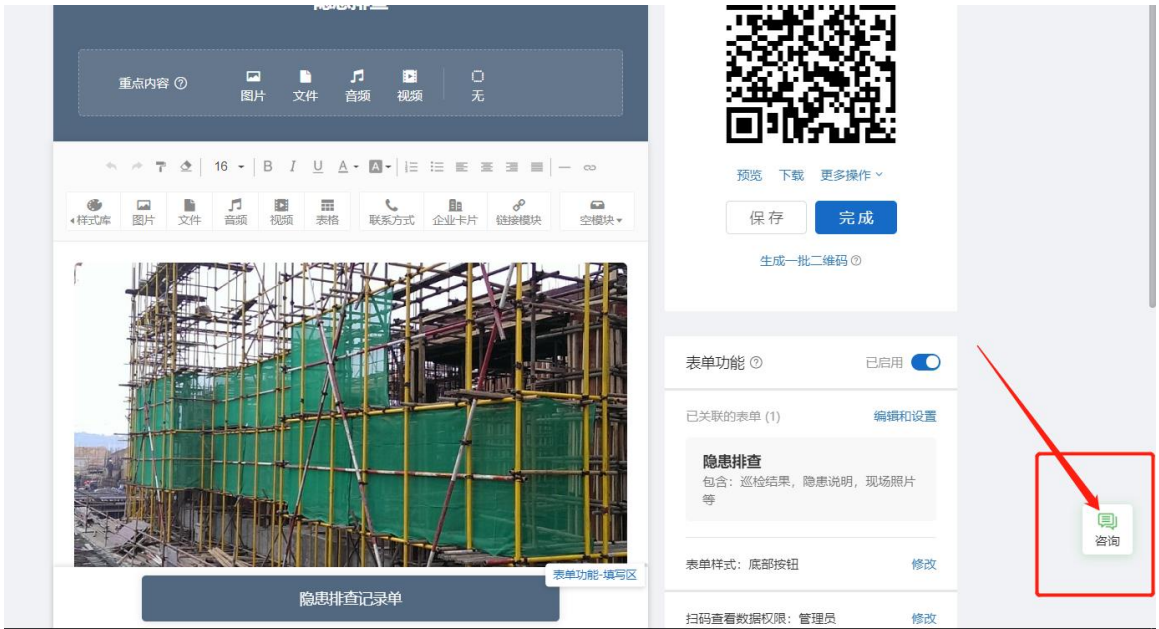 隐患排查
重点内容
图片 文件 音频 视频 无
16 B I U A A
样式库 图片 文件 音频 视频 表格 联系方式 企业卡片 链接模块 空模块
表单功能-填写区
隐患排查记录单
预览 下载 更多操作
保存 完成
生成一批二维码
表单功能 已启用
已关联的表单 (1) 编辑和设置
隐患排查
包含：巡检结果，隐患说明，现场照片
等
表单样式：底部按钮 修改
扫码查看数据权限：管理员 修改
咨询